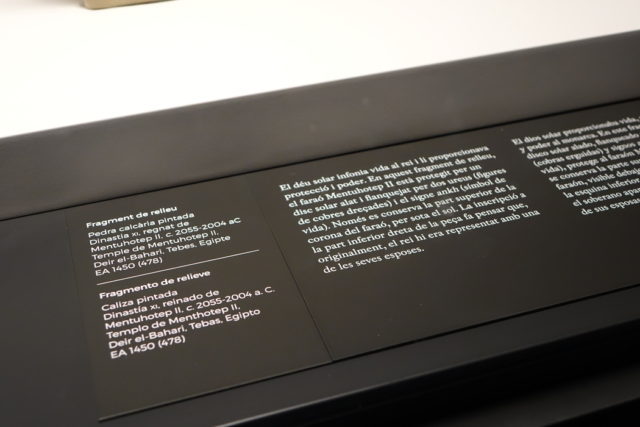 Fragment de relleu
Pedra calcària pintada
Dinastia XI, regnat de
Mentuhotep II, c. 2055-2004 aC
Temple de Mentuhotep II,
Deir el-Bahari, Tebes, Egipte
EA 1450 (478)
Fragmento de relieve
Caliza pintada
Dinastía XI, reinado de
Mentuhotep II, c. 2055-2004 a. C.
Templo de Menthotep II,
Deir el-Bahari, Tebas, Egipto
EA 1450 (478)
El déu solar infonia vida al rei i li proporcionava
protecció i poder. En aquest fragment de relleu,
el faraó Mentuhotep II està protegit per un
disc solar alat i flanquejat per dos ureus (figures
de cobres dreçades) i el signe ankh (símbol de
vida). Només es conserva la part superior de la
corona del faraó, per sota el sol. La inscripció a
la part inferior dreta de la peça fa pensar que,
originalment, el rei hi era representat amb una
de les seves esposes.
El dios solar proporcionaba vida,
y poder al monarca. En este
disco solar alado, flanqueado
(cobras erguidas)
vida), protege al faraón
conserva la
faraón, visible debajo
esquina inferior
el soberano
de sus esposas